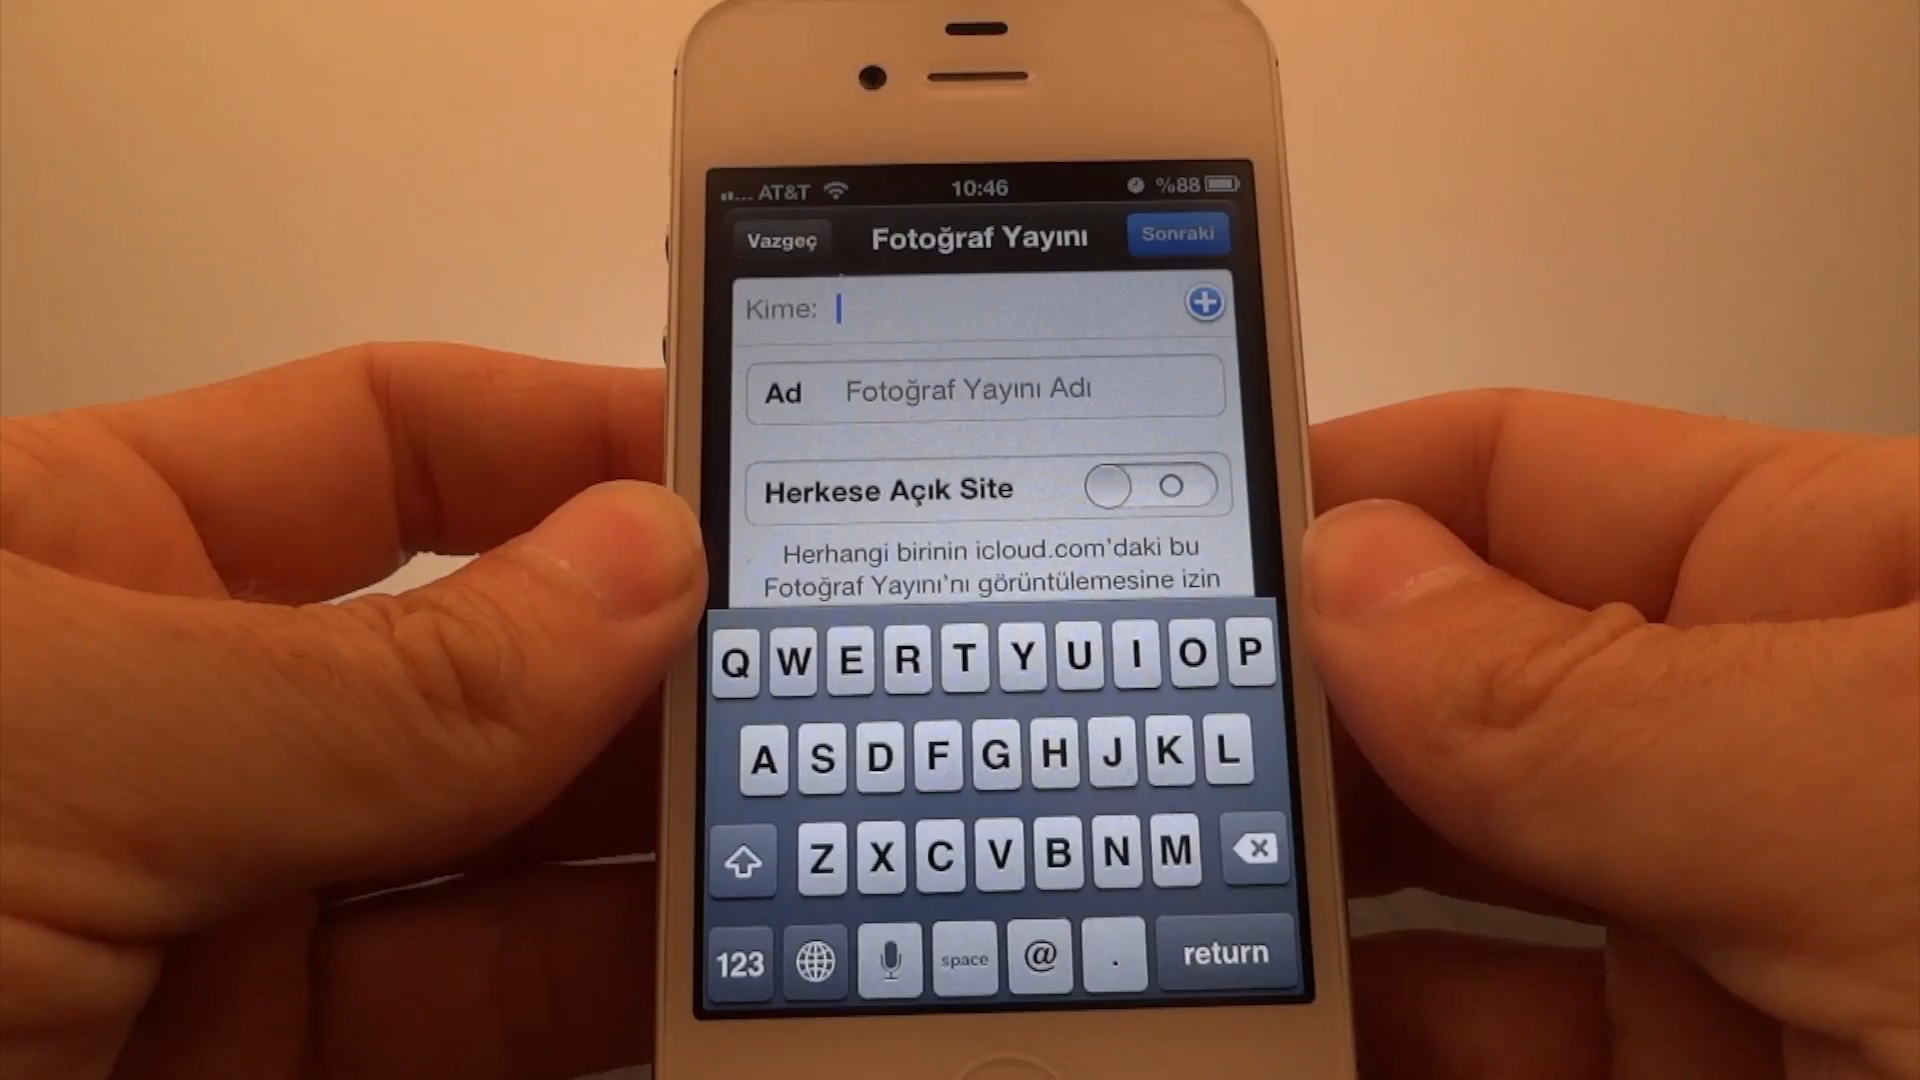 AT&T 10:46 %88
Vazgeç Fotoğraf Yayını Sonraki
Kime:
Ad Fotoğraf Yayını Adı
Herkese Açık Site
Herhangi birinin icloud.com'daki bu
Fotoğraf Yayını'nı görüntülemesine izin
Q W E R T Y U I O P
A S D F G H J K L
Z X C V B N M
123 space @ . return